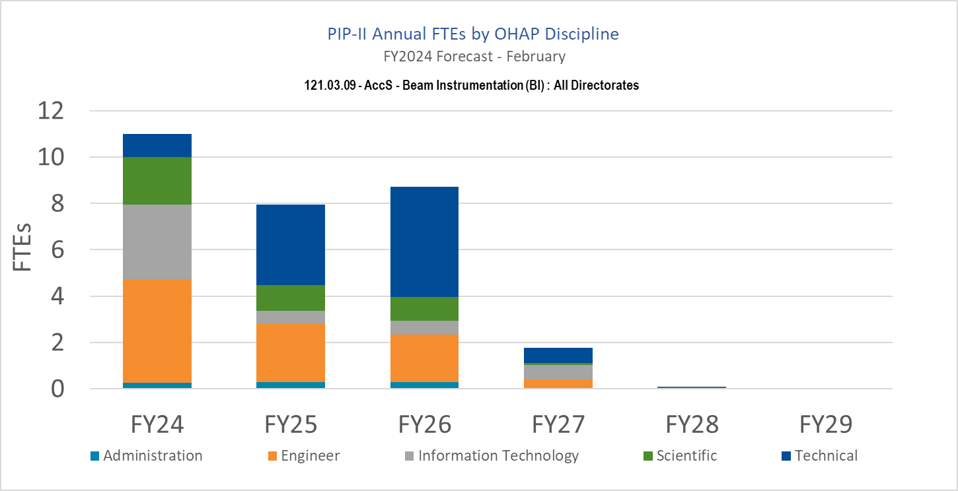 PIP-II Annual FTEs by OHAP Discipline
FY2024 Forecast - February
121.03.09 - AccS - Beam Instrumentation (BI) : All Directorates
12
10
8
6
4
2
0
FTEs
FY24 FY25 FY26 FY27 FY28 FY29
Administration Engineer Information Technology Scientific Technical